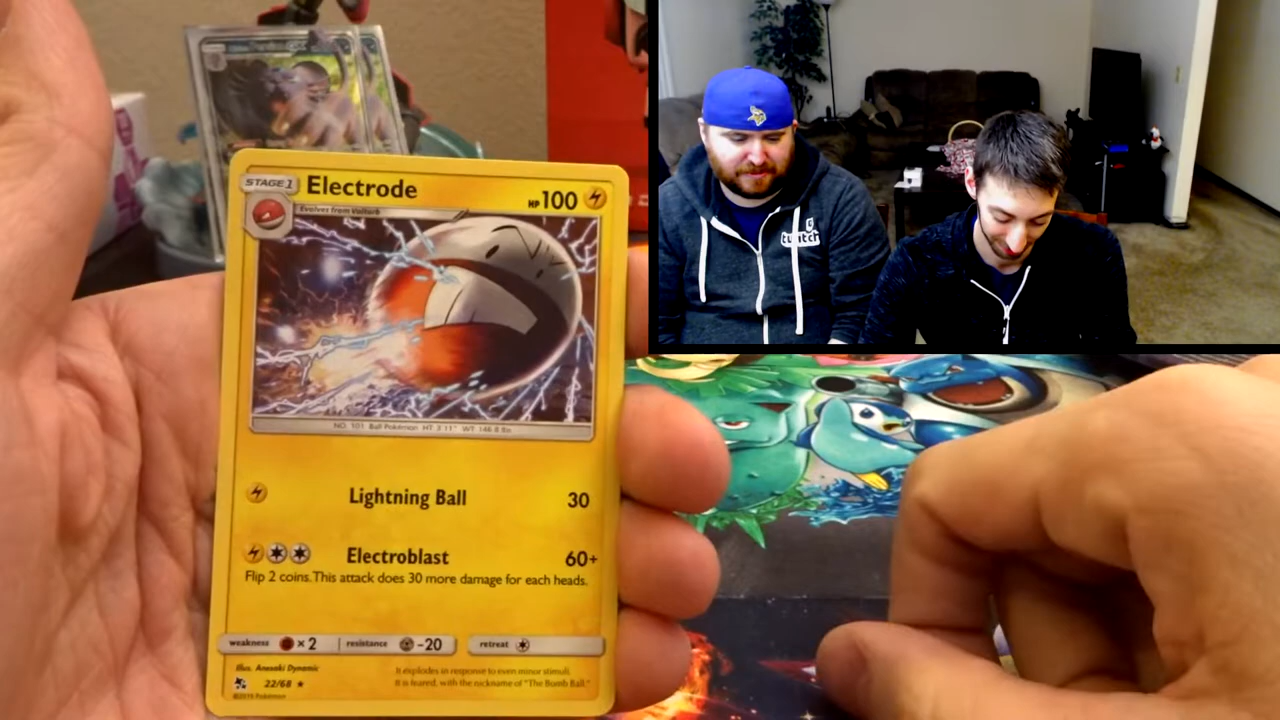 STAGE 1 Electrode HP 100
Evolves from Voltorb
NO. 101 Ball Pokémon HT 3'11" WT 146.8 lbs
Lightning Ball 30
Electroblast 60+
Flip 2 coins. This attack does 30 more damage for each heads.
weakness ×2 resistance -20 retreat
Illus. Anesaki Dynamic
It explodes in response to even minor stimuli.
It is feared, with the nickname of "The Bomb Ball."
22/68 ★
©2019 Pokémon
twitch